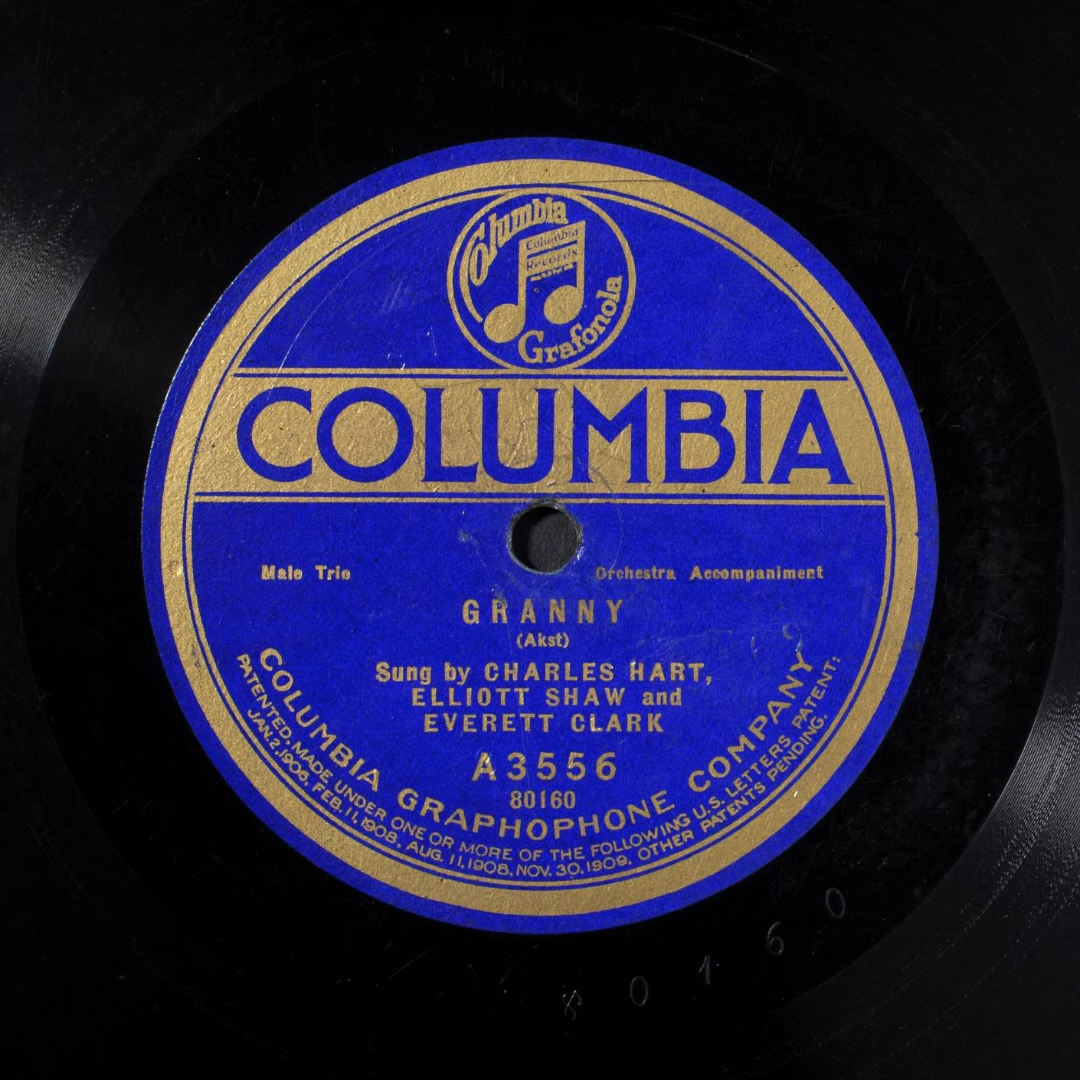 Columbia
Columbia
Records
Grafonola
COLUMBIA
Male Trio Orchestra Accompaniment
GRANNY
(Akst)
Sung by CHARLES HART,
ELLIOTT SHAW and
EVERETT CLARK
A3556
80160
COLUMBIA GRAPHOPHONE COMPANY
PATENTED, MADE UNDER ONE OR MORE OF THE FOLLOWING U.S. LETTERS PATENT:
JAN.2,1906, FEB.11,1908, AUG.11,1908, NOV.30,1909. OTHER PATENTS PENDING.
80160